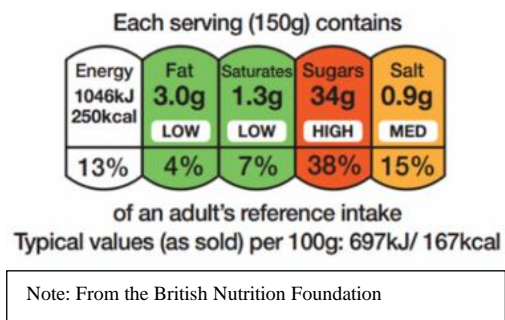 Each serving (150g) contains
Energy Fat Saturates Sugars Salt
1046kJ 3.0g 1.3g 34g 0.9g
250kcal
LOW LOW HIGH MED
13% 4% 7% 38% 15%
of an adult's reference intake
Typical values (as sold) per 100g: 697kJ/ 167kcal
Note: From the British Nutrition Foundation